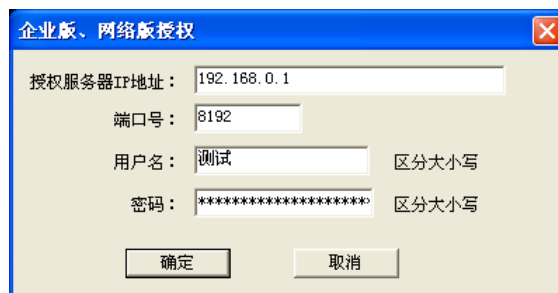 企业版、网络版授权
授权服务器IP地址： 192.168.0.1
端口号： 8192
用户名： 测试 区分大小写
密码： ******************** 区分大小写
确定 取消